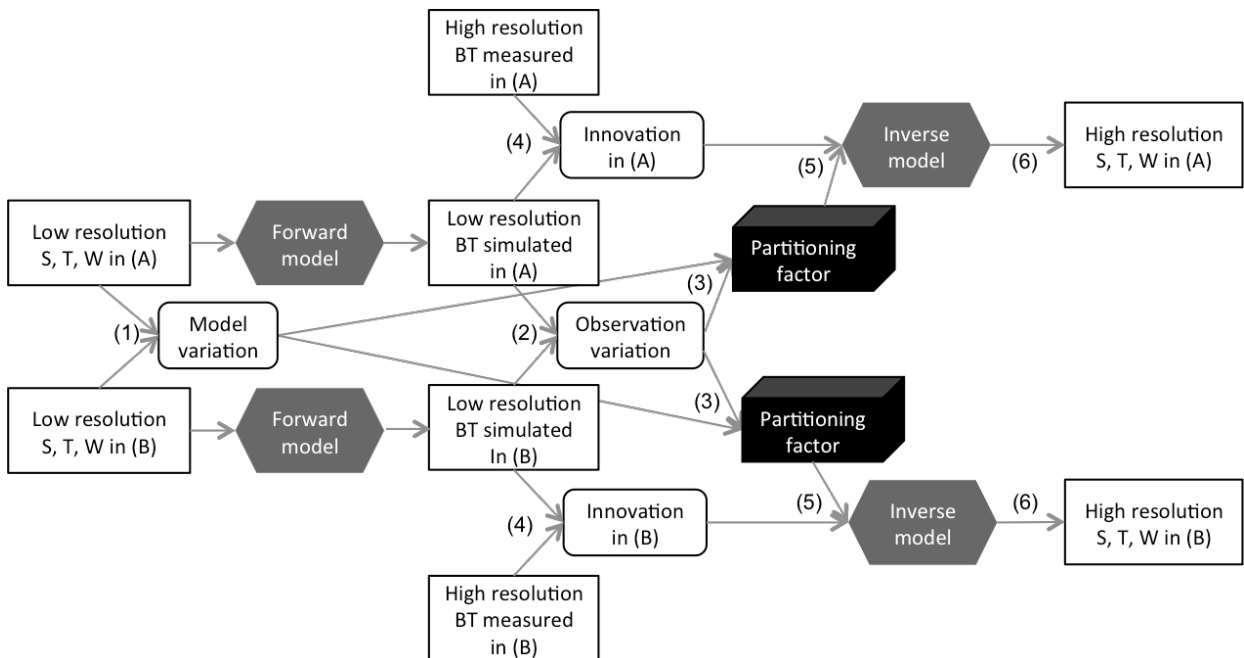 High resolution
BT measured
in (A)
(4)
Innovation
in (A)
(5)
Inverse
model
(6)
High resolution
S, T, W in (A)
Low resolution
S, T, W in (A)
Forward
model
Low resolution
BT simulated
in (A)
Partitioning
factor
(3)
(1)
Model
variation
(2)
Observation
variation
Low resolution
S, T, W in (B)
Forward
model
Low resolution
BT simulated
In (B)
(3)
Partitioning
factor
(4)
Innovation
in (B)
(5)
Inverse
model
(6)
High resolution
S, T, W in (B)
High resolution
BT measured
in (B)